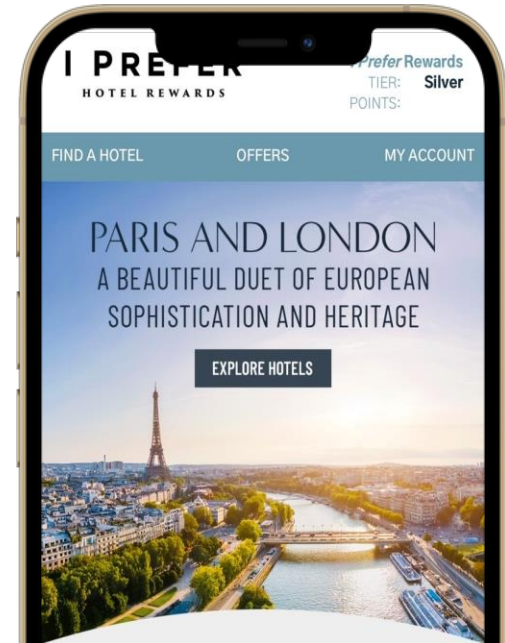 I PREFER
HOTEL REWARDS
I Prefer Rewards
TIER: Silver
POINTS:
FIND A HOTEL OFFERS MY ACCOUNT
PARIS AND LONDON
A BEAUTIFUL DUET OF EUROPEAN
SOPHISTICATION AND HERITAGE
EXPLORE HOTELS